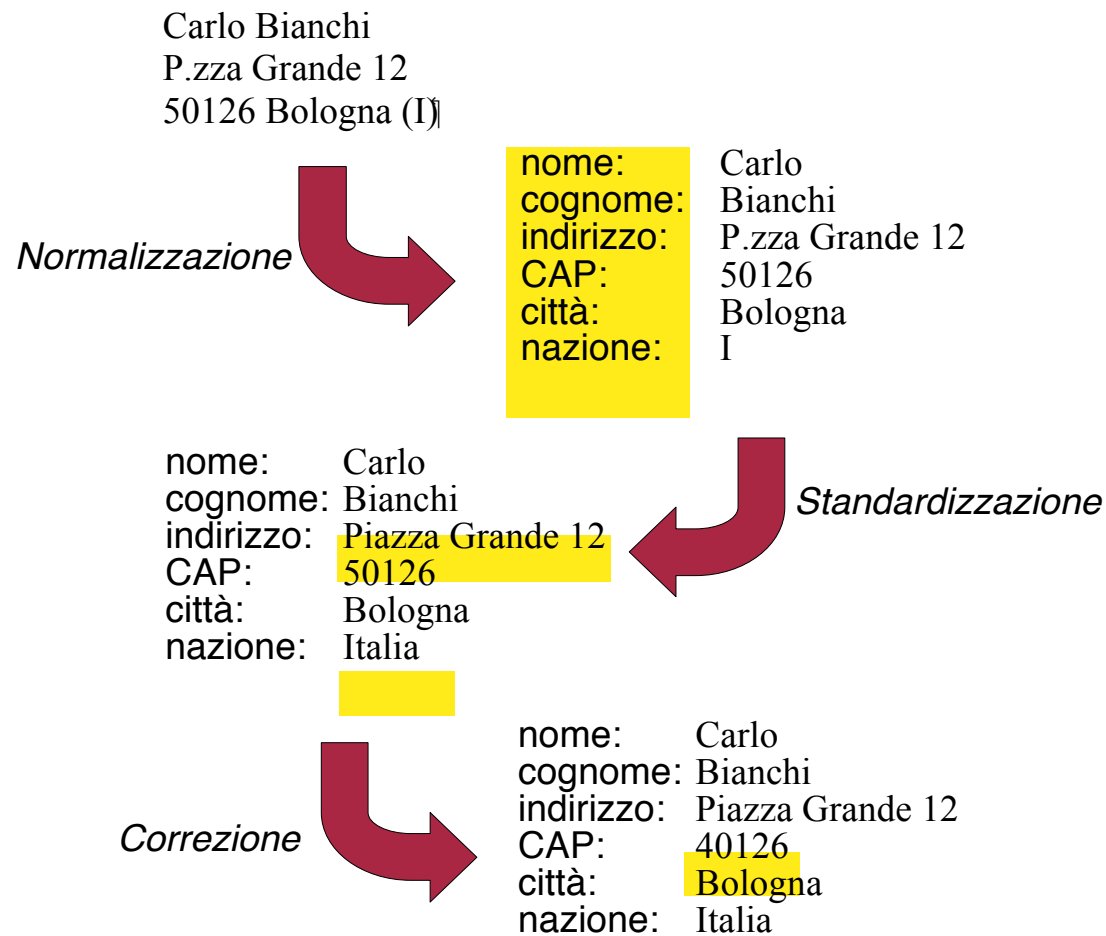 Carlo Bianchi
P.zza Grande 12
50126 Bologna (I)
Normalizzazione
nome: Carlo
cognome: Bianchi
indirizzo: P.zza Grande 12
CAP: 50126
città: Bologna
nazione: I
Standardizzazione
nome: Carlo
cognome: Bianchi
indirizzo: Piazza Grande 12
CAP: 50126
città: Bologna
nazione: Italia
Correzione
nome: Carlo
cognome: Bianchi
indirizzo: Piazza Grande 12
CAP: 40126
città: Bologna
nazione: Italia